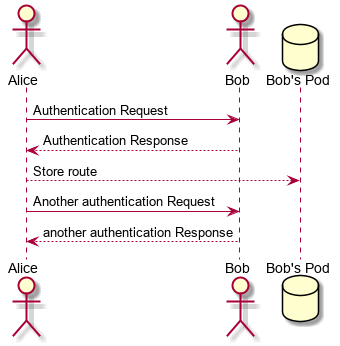 Alice Bob Bob's Pod
Authentication Request
Authentication Response
Store route
Another authentication Request
another authentication Response
Alice Bob Bob's Pod